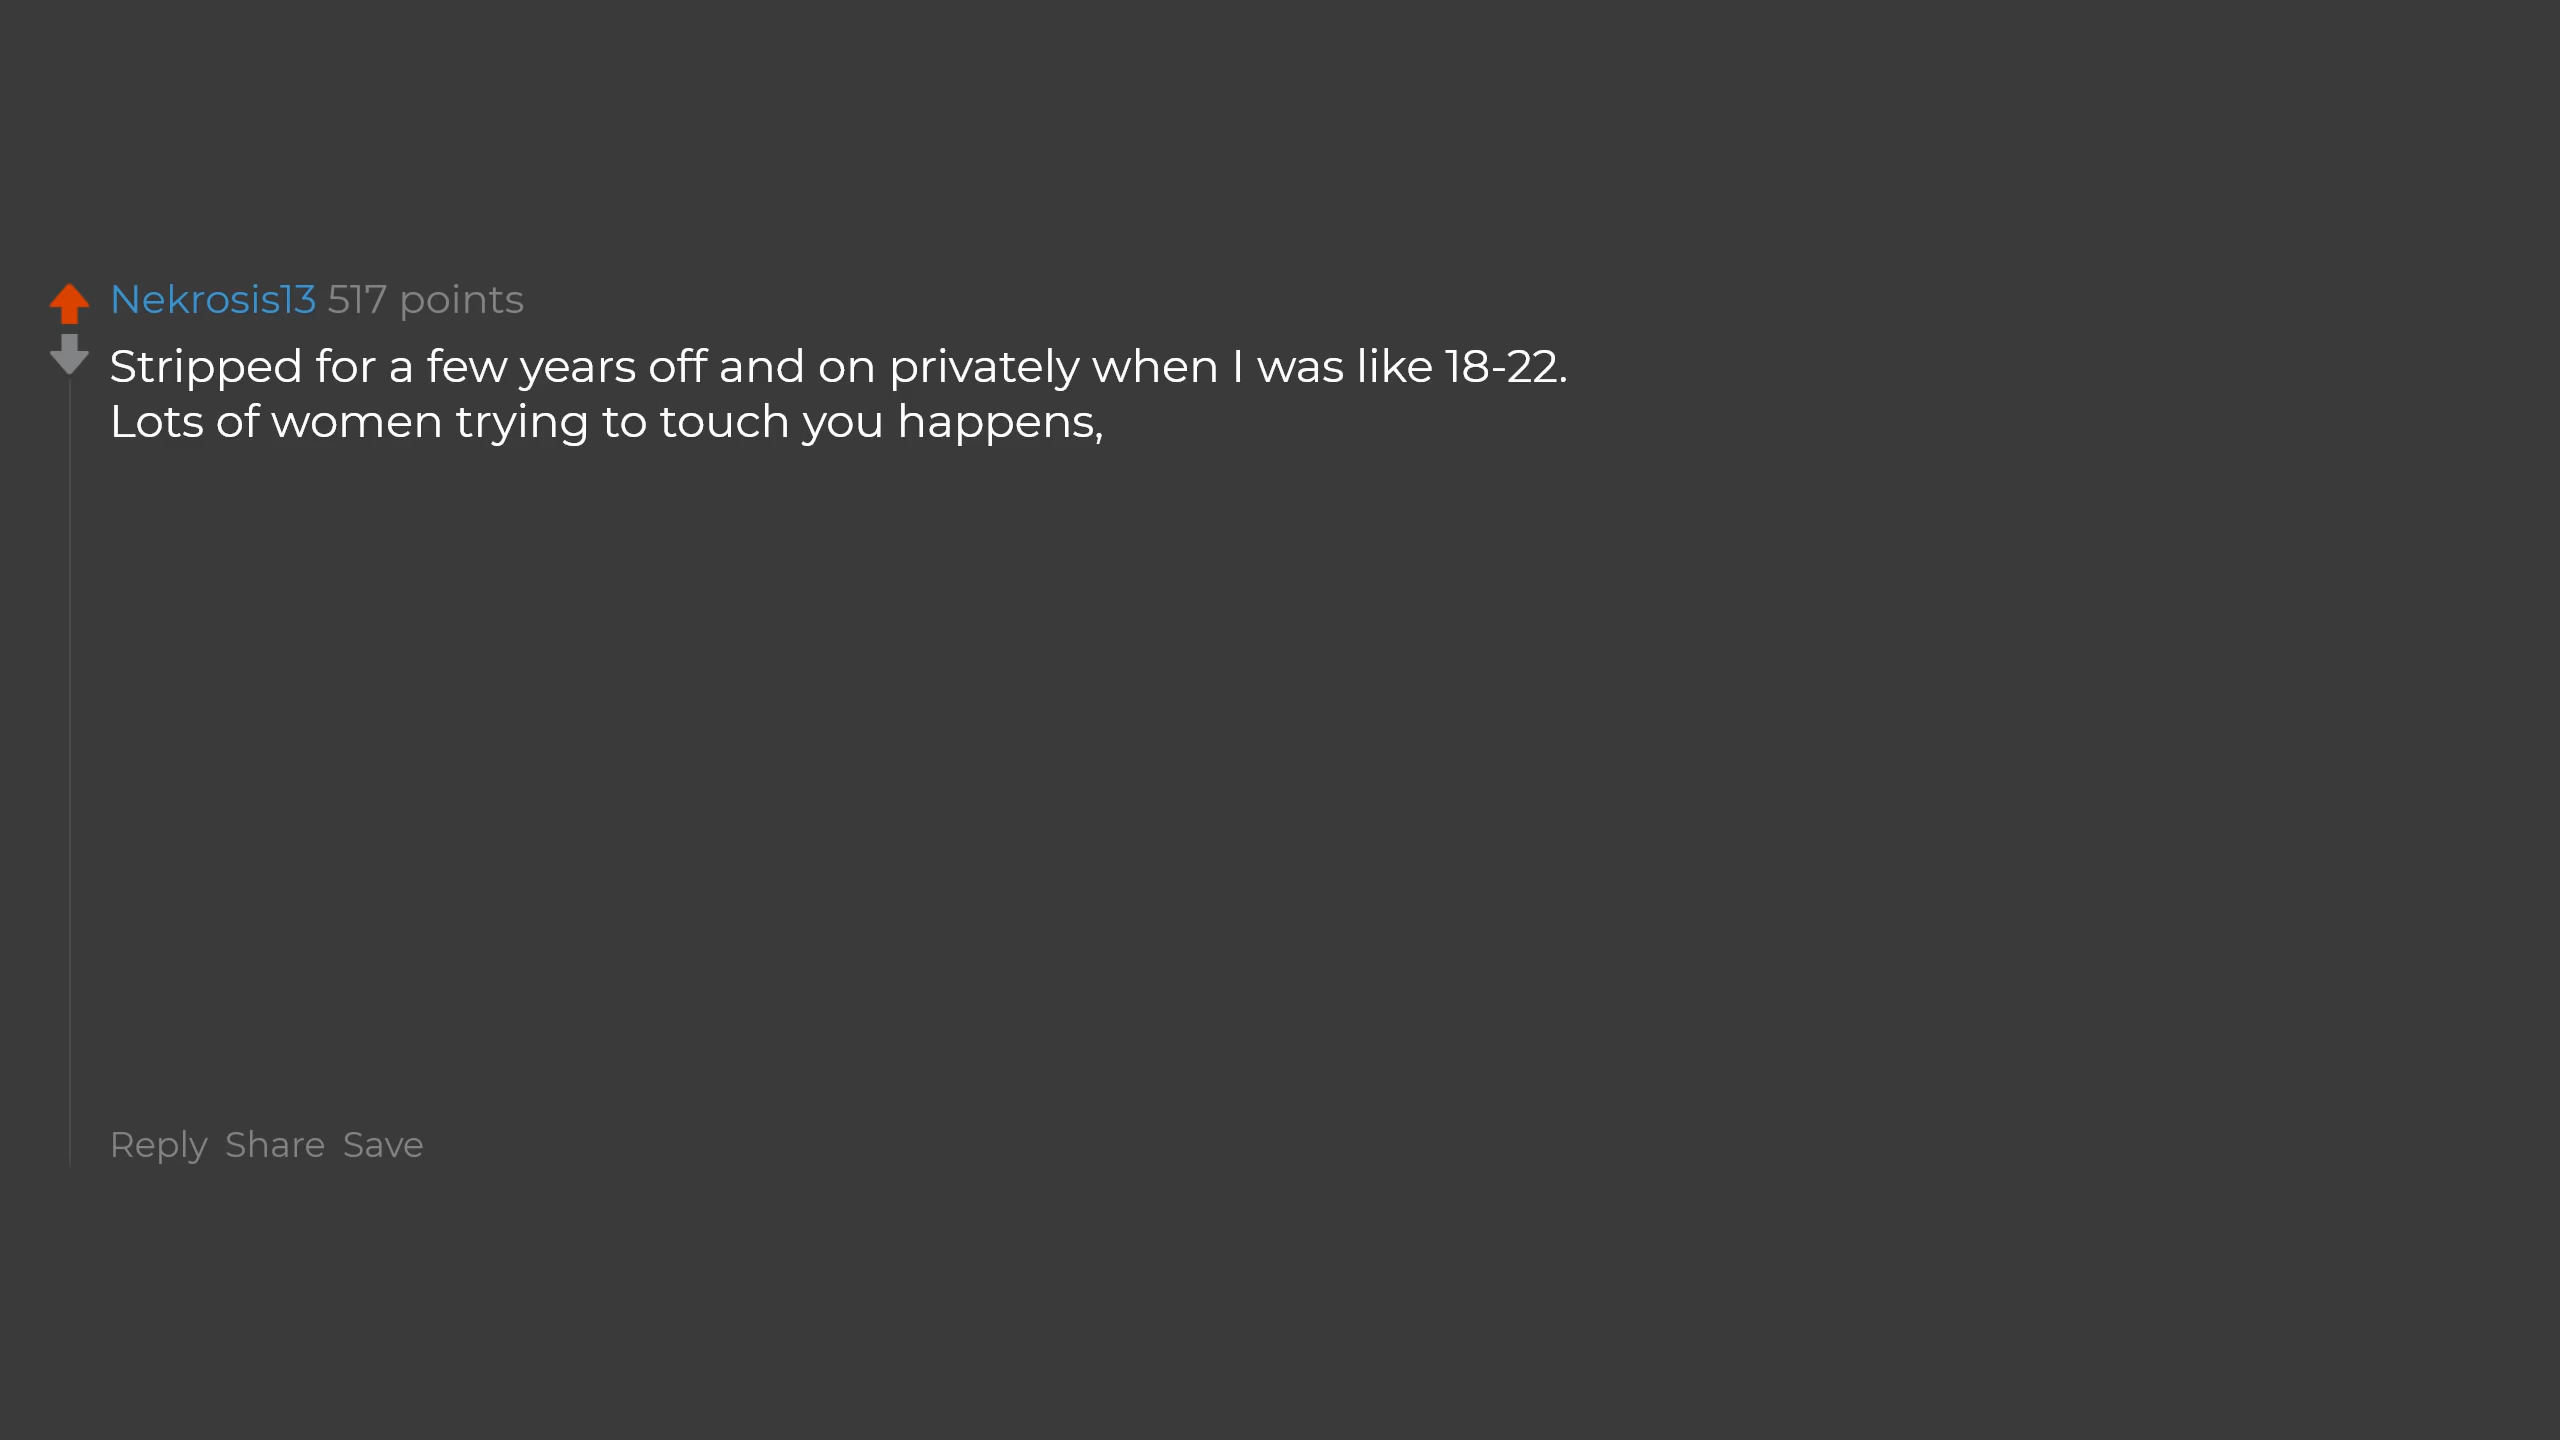 Nekrosis13 517 points
Stripped for a few years off and on privately when I was like 18-22.
Lots of women trying to touch you happens,
Reply Share Save